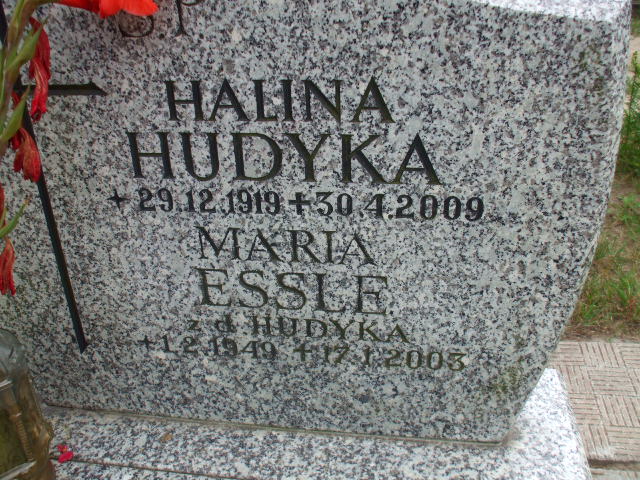 HALINA
HUDYKA
+29.12.1919+30.4.2009
MARIA
ESSLE
z d HUDYKA
+1.2.1949 +17.1.2003